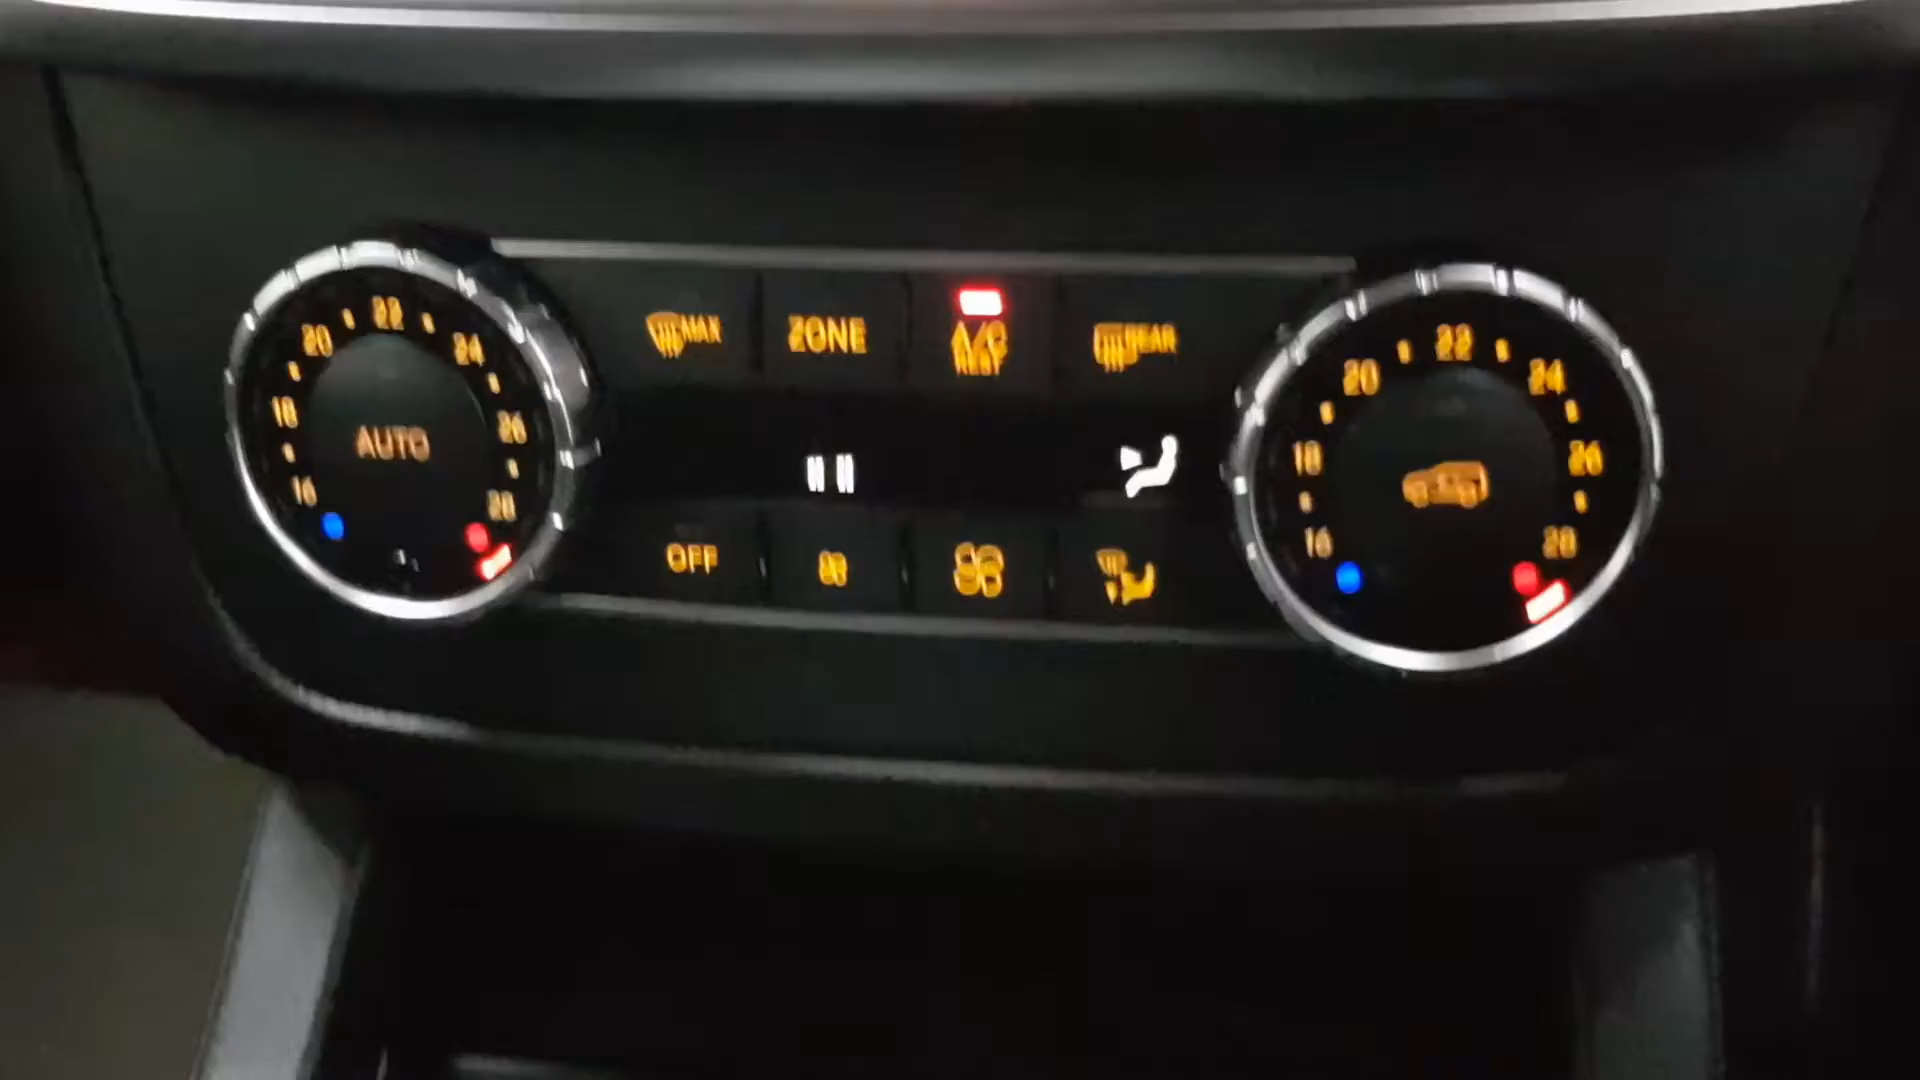 16 18 20 22 24 26 28
AUTO
MAX
ZONE
A/C
REST
REAR
OFF
16 18 20 22 24 26 28